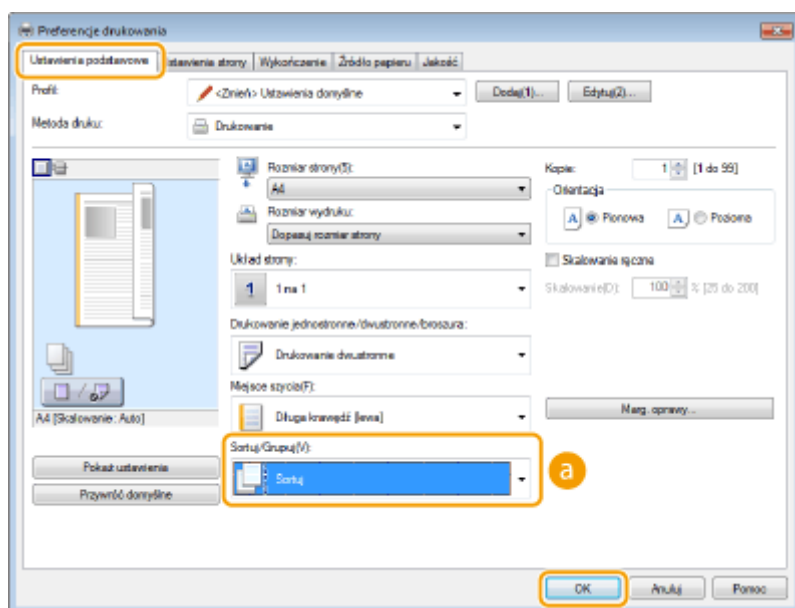 Preferencje drukowania
Ustawienia podstawowe
stawienia strony
Wykończenie
Źródło papieru
Jakość
Profil:
<Zmień> Ustawienia domyślne
Dodaj(1)...
Edytuj(2)...
Metoda druku:
Drukowanie
Rozmiar strony(5):
A4
Kopie:
1
[1 do 99]
Orientacja
A
Pionowa
A
Pozioma
Rozmiar wydruku:
Dopasuj rozmiar strony
Układ strony:
1
1 na 1
Skalowanie ręczne
Skalowanie(D):
100
% [25 do 200]
Drukowanie jednostronne/dwustronne/broszura:
Drukowanie dwustronne
Miejsce szycia(F):
Długa krawędź [lewa]
Marg. oprawy...
A4 [Skalowanie: Auto]
Sortuj/Grupuj(V):
Sortuj
a
Pokaż ustawienia
Przywróć domyślne
OK
Anuluj
Pomoc